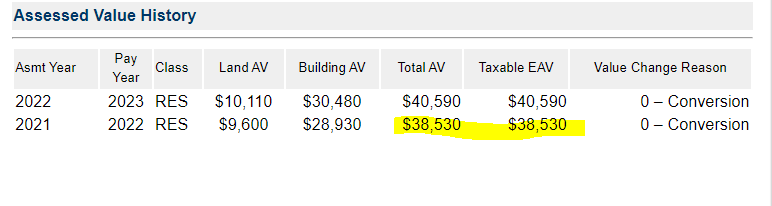 Assessed Value History
Asmt Year Pay Year Class Land AV Building AV Total AV Taxable EAV Value Change Reason
2022 2023 RES $10,110 $30,480 $40,590 $40,590 0 – Conversion
2021 2022 RES $9,600 $28,930 $38,530 $38,530 0 – Conversion